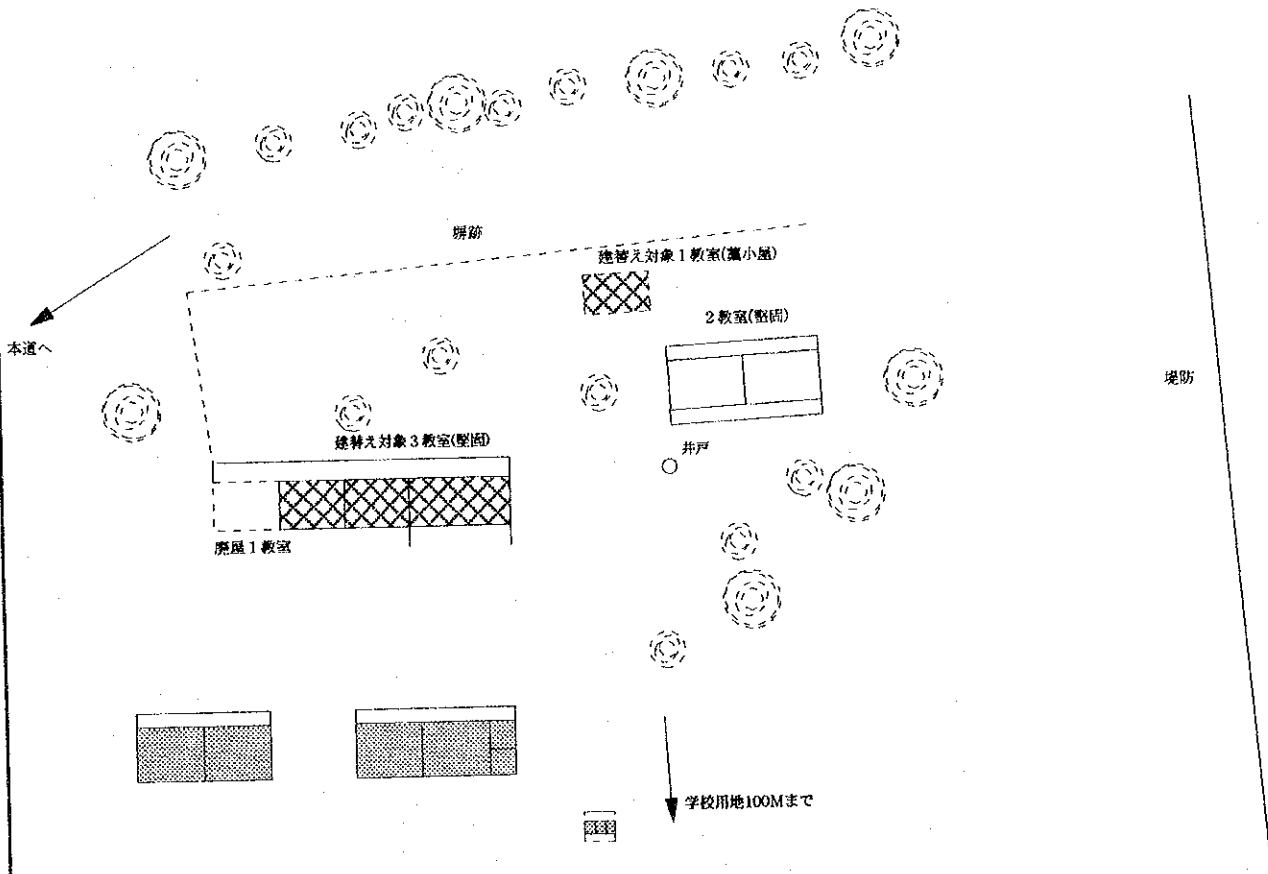 塀跡
建替え対象1教室(藁小屋)
2教室(堅固)
本道へ
堤防
建替え対象3教室(堅固)
井戸
廃屋1教室
学校用地100Mまで